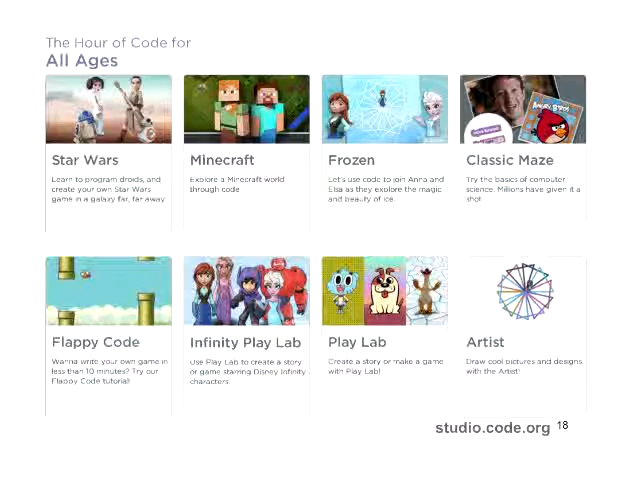 The Hour of Code for
All Ages
ANGRY BIRDS
Star Wars
Learn to program droids, and
create your own Star Wars
game in a galaxy far, far away
Minecraft
Explore a Minecraft world
through code
Frozen
Let's use code to join Anna and
Elsa as they explore the magic
and beauty of ice.
Classic Maze
Try the basics of computer
science. Millions have given it a
shot
Flappy Code
Wanna write your own game in
less than 10 minutes? Try our
Flappy Code tutorial!
Infinity Play Lab
Use Play Lab to create a story
or game starring Disney Infinity
characters.
Play Lab
Create a story or make a game
with Play Lab!
Artist
Draw cool pictures and designs
with the Artist!
studio.code.org 18